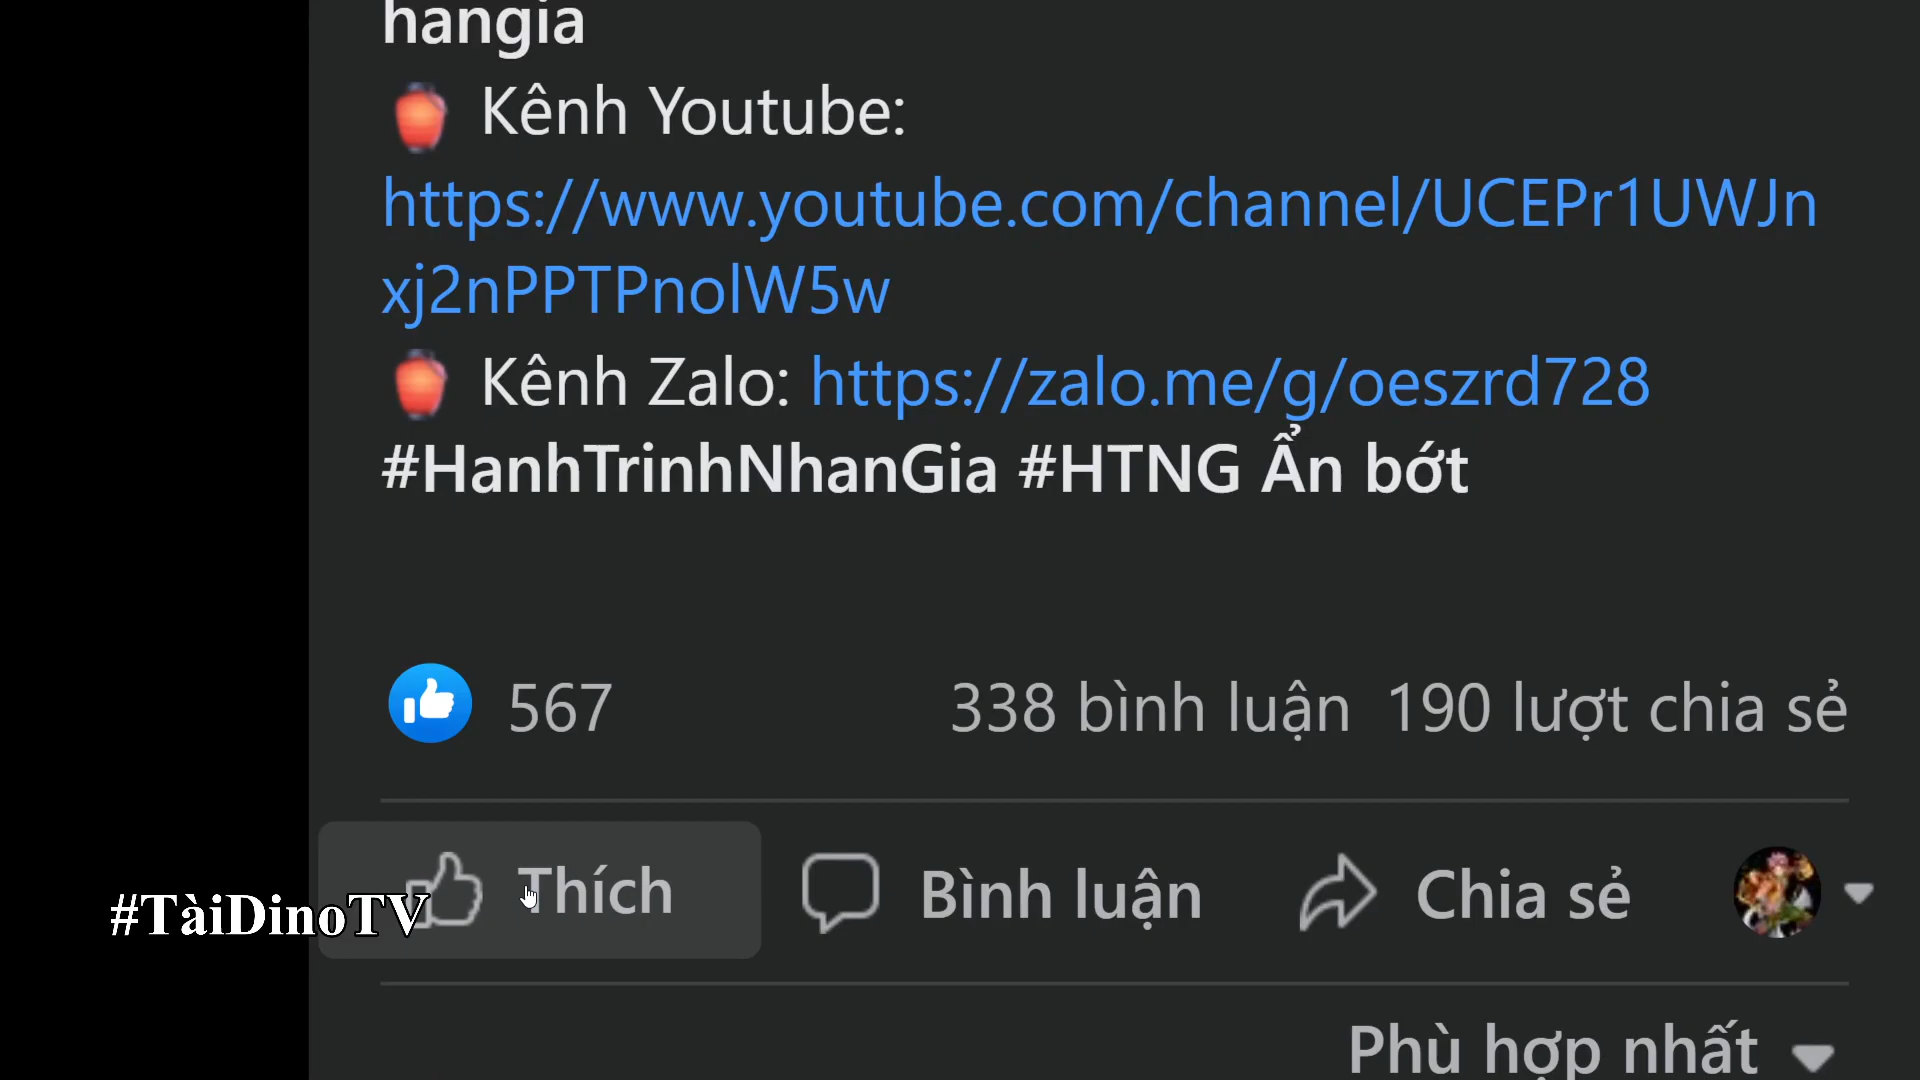 hangia
Kênh Youtube:
https://www.youtube.com/channel/UCEPr1UWJn
xj2nPPTPnolW5w
Kênh Zalo: https://zalo.me/g/oeszrd728
#HanhTrinhNhanGia #HTNG Ẩn bớt
567
338 bình luận 190 lượt chia sẻ
Thích
Bình luận
Chia sẻ
#TàiDinoTV
Phù hợp nhất